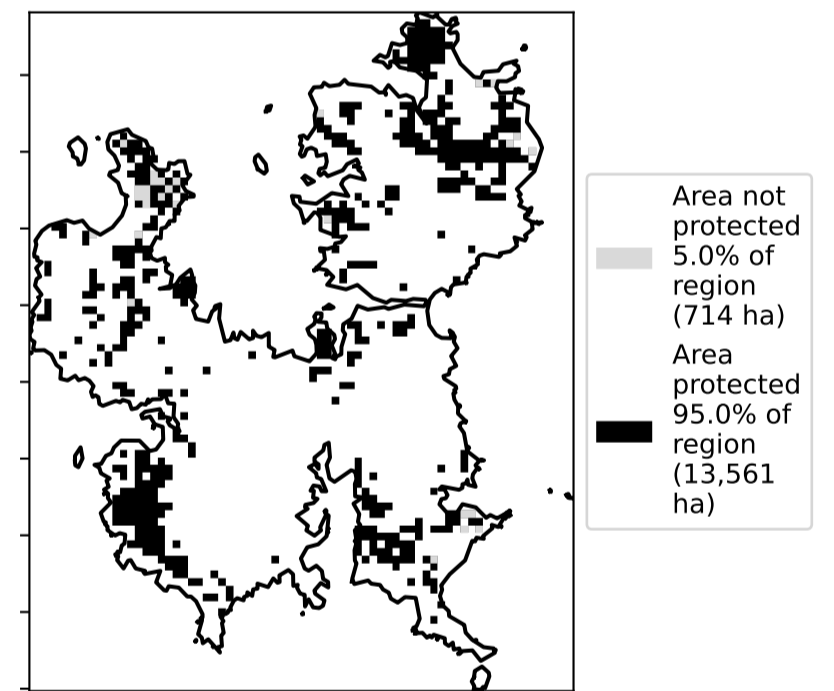 Area not
protected
5.0% of
region
(714 ha)
Area
protected
95.0% of
region
(13,561
ha)